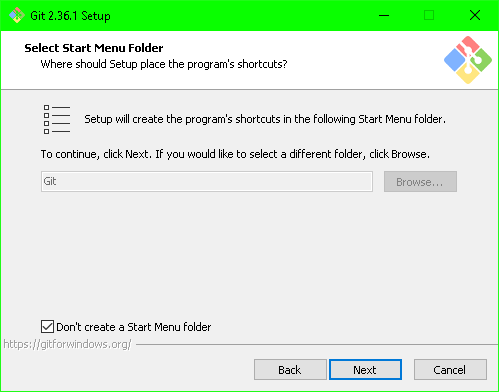 Git 2.36.1 Setup
Select Start Menu Folder
Where should Setup place the program's shortcuts?
Setup will create the program's shortcuts in the following Start Menu folder.
To continue, click Next. If you would like to select a different folder, click Browse.
Git
Browse...
Don't create a Start Menu folder
https://gitforwindows.org/
Back
Next
Cancel